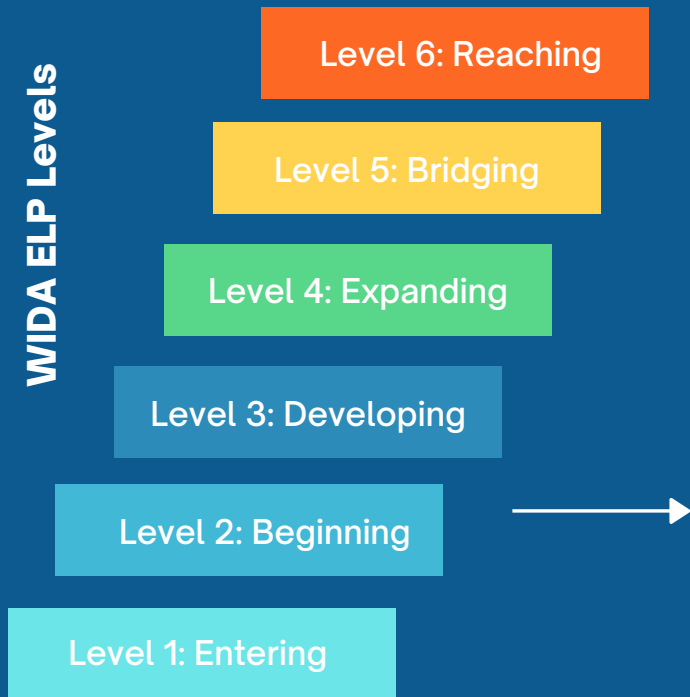 WIDA ELP Levels
Level 6: Reaching
Level 5: Bridging
Level 4: Expanding
Level 3: Developing
Level 2: Beginning
Level 1: Entering